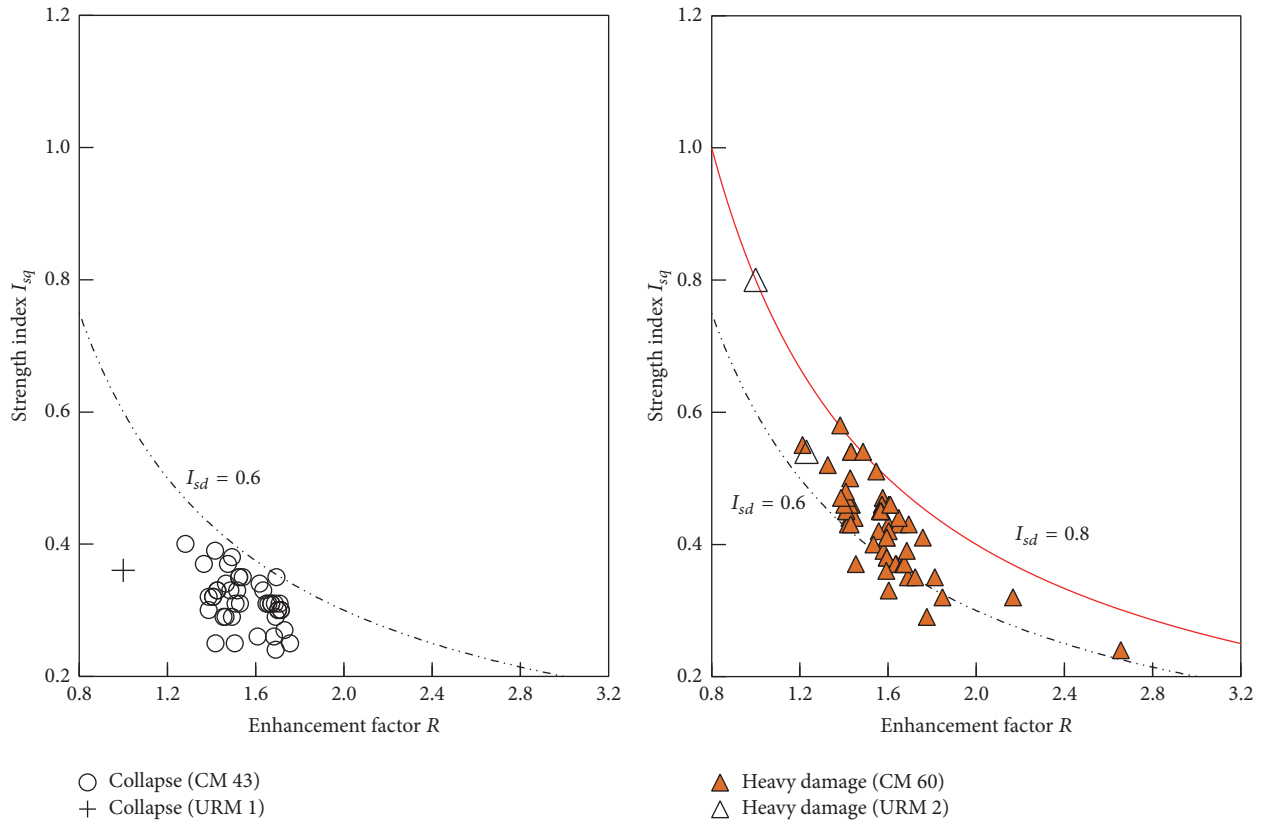 1.2
1.0
0.8
0.6
0.4
0.2
Strength index I_sq
I_sd = 0.6
0.8 1.2 1.6 2.0 2.4 2.8 3.2
Enhancement factor R
Collapse (CM 43)
Collapse (URM 1)
1.2
1.0
0.8
0.6
0.4
0.2
Strength index I_sq
I_sd = 0.6
I_sd = 0.8
0.8 1.2 1.6 2.0 2.4 2.8 3.2
Enhancement factor R
Heavy damage (CM 60)
Heavy damage (URM 2)